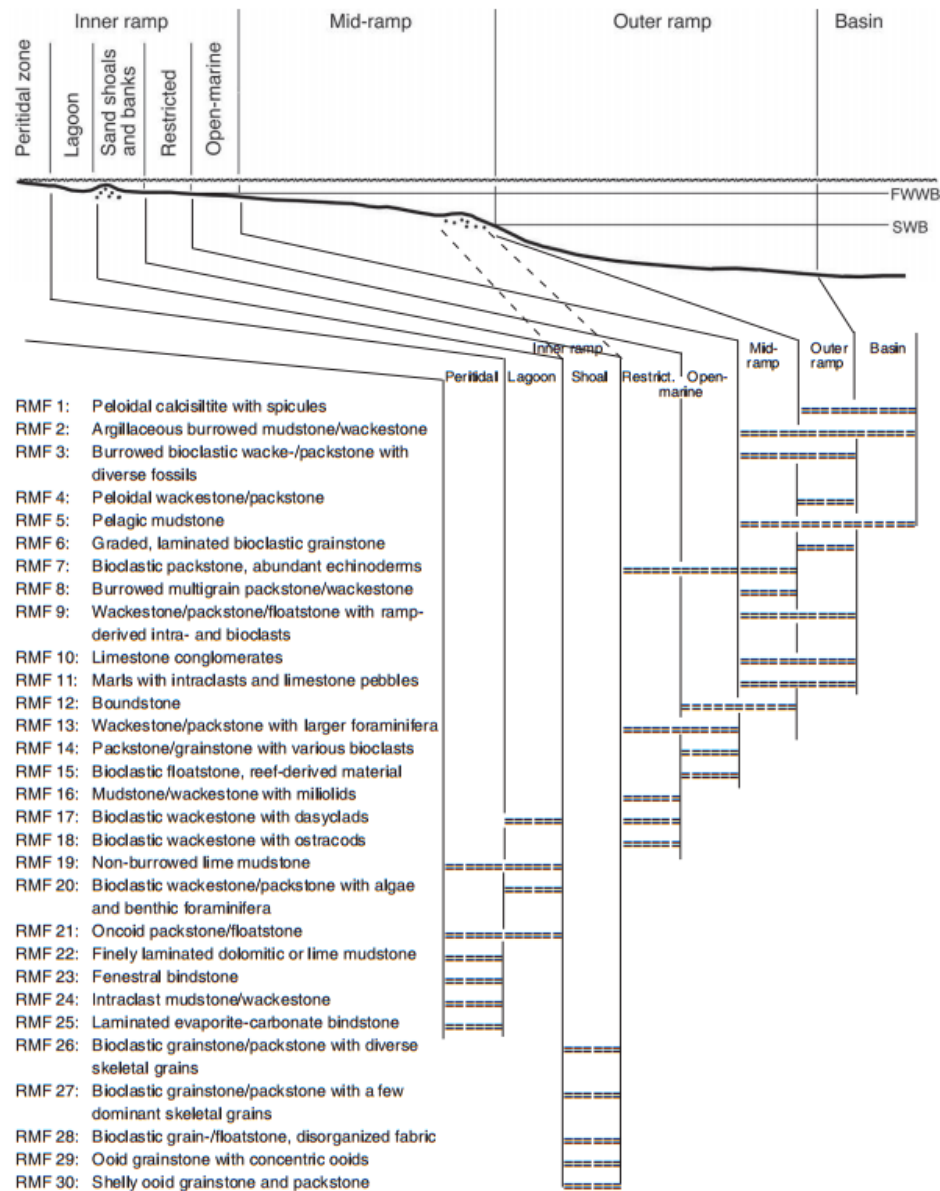 Inner ramp
Mid-ramp
Outer ramp
Basin
Peritidal zone
Lagoon
Sand shoals
and banks
Restricted
Open-marine
FWWB
SWB
Inner ramp
Mid-
ramp
Outer
ramp
Basin
Peritidal
Lagoon
Shoal
Restrict.
Open-
marine
RMF 1: Peloidal calcisiltite with spicules
RMF 2: Argillaceous burrowed mudstone/wackestone
RMF 3: Burrowed bioclastic wacke-/packstone with
diverse fossils
RMF 4: Peloidal wackestone/packstone
RMF 5: Pelagic mudstone
RMF 6: Graded, laminated bioclastic grainstone
RMF 7: Bioclastic packstone, abundant echinoderms
RMF 8: Burrowed multigrain packstone/wackestone
RMF 9: Wackestone/packstone/floatstone with ramp-
derived intra- and bioclasts
RMF 10: Limestone conglomerates
RMF 11: Marls with intraclasts and limestone pebbles
RMF 12: Boundstone
RMF 13: Wackestone/packstone with larger foraminifera
RMF 14: Packstone/grainstone with various bioclasts
RMF 15: Bioclastic floatstone, reef-derived material
RMF 16: Mudstone/wackestone with miliolids
RMF 17: Bioclastic wackestone with dasyclads
RMF 18: Bioclastic wackestone with ostracods
RMF 19: Non-burrowed lime mudstone
RMF 20: Bioclastic wackestone/packstone with algae
and benthic foraminifera
RMF 21: Oncoid packstone/floatstone
RMF 22: Finely laminated dolomitic or lime mudstone
RMF 23: Fenestral bindstone
RMF 24: Intraclast mudstone/wackestone
RMF 25: Laminated evaporite-carbonate bindstone
RMF 26: Bioclastic grainstone/packstone with diverse
skeletal grains
RMF 27: Bioclastic grainstone/packstone with a few
dominant skeletal grains
RMF 28: Bioclastic grain-/floatstone, disorganized fabric
RMF 29: Ooid grainstone with concentric ooids
RMF 30: Shelly ooid grainstone and packstone